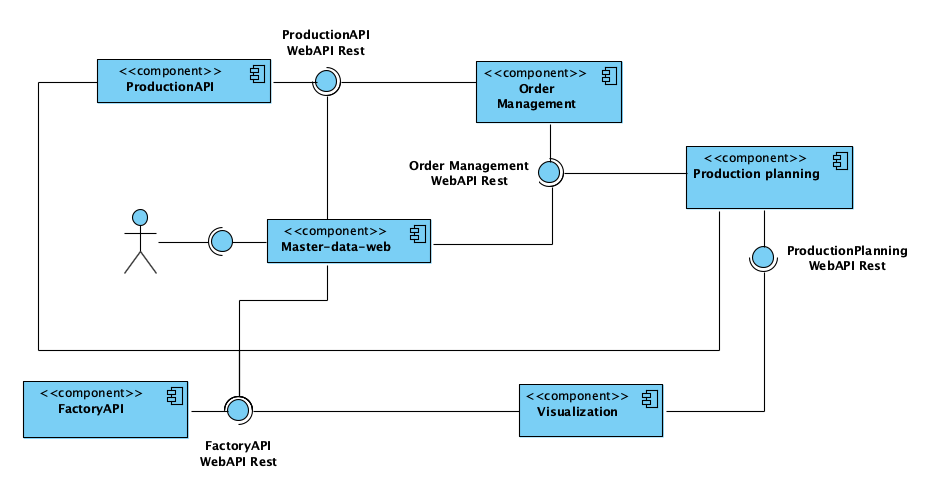 ProductionAPI
WebAPI Rest
<<component>>
ProductionAPI
<<component>>
Order
Management
Order Management
WebAPI Rest
<<component>>
Production planning
<<component>>
Master-data-web
ProductionPlanning
WebAPI Rest
<<component>>
FactoryAPI
<<component>>
Visualization
FactoryAPI
WebAPI Rest